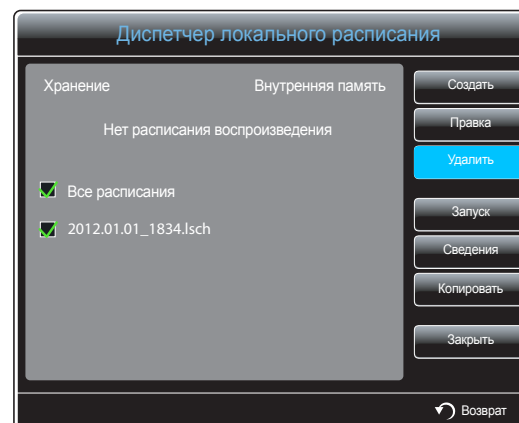 Диспетчер локального расписания
Хранение Внутренняя память
Нет расписания воспроизведения
Все расписания
2012.01.01_1834.lsch
Создать
Правка
Удалить
Запуск
Сведения
Копировать
Закрыть
Возврат